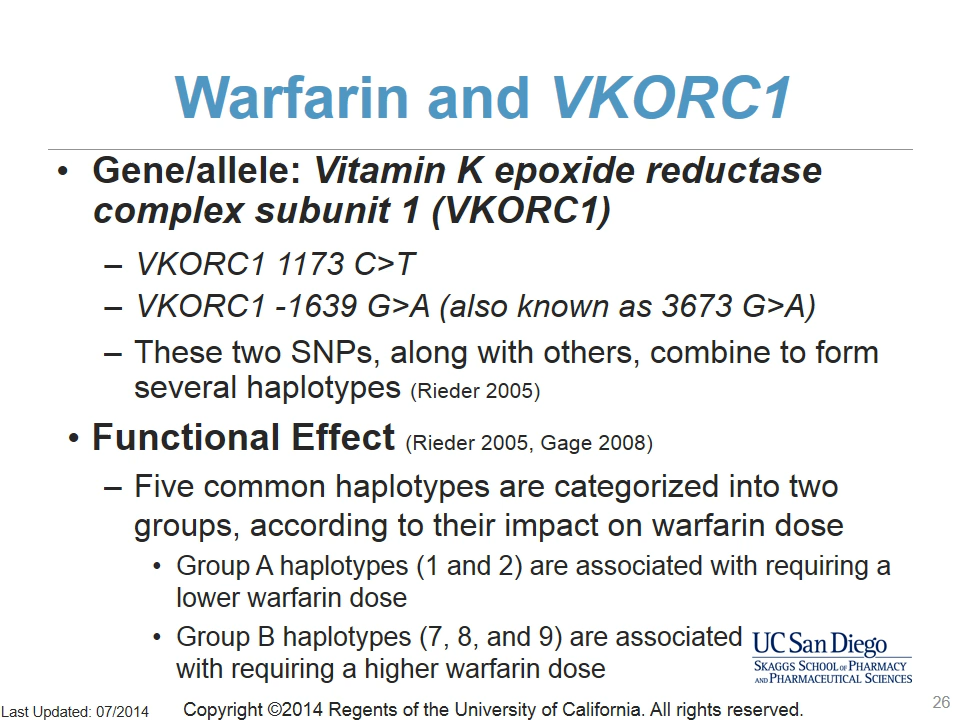 Warfarin and VKORC1
• Gene/allele: Vitamin K epoxide reductase
complex subunit 1 (VKORC1)
– VKORC1 1173 C>T
– VKORC1 -1639 G>A (also known as 3673 G>A)
– These two SNPs, along with others, combine to form
several haplotypes (Rieder 2005)
• Functional Effect (Rieder 2005, Gage 2008)
– Five common haplotypes are categorized into two
groups, according to their impact on warfarin dose
• Group A haplotypes (1 and 2) are associated with requiring a
lower warfarin dose
• Group B haplotypes (7, 8, and 9) are associated
with requiring a higher warfarin dose
UC San Diego
SKAGGS SCHOOL OF PHARMACY
AND PHARMACEUTICAL SCIENCES
Last Updated: 07/2014
Copyright ©2014 Regents of the University of California. All rights reserved.
26